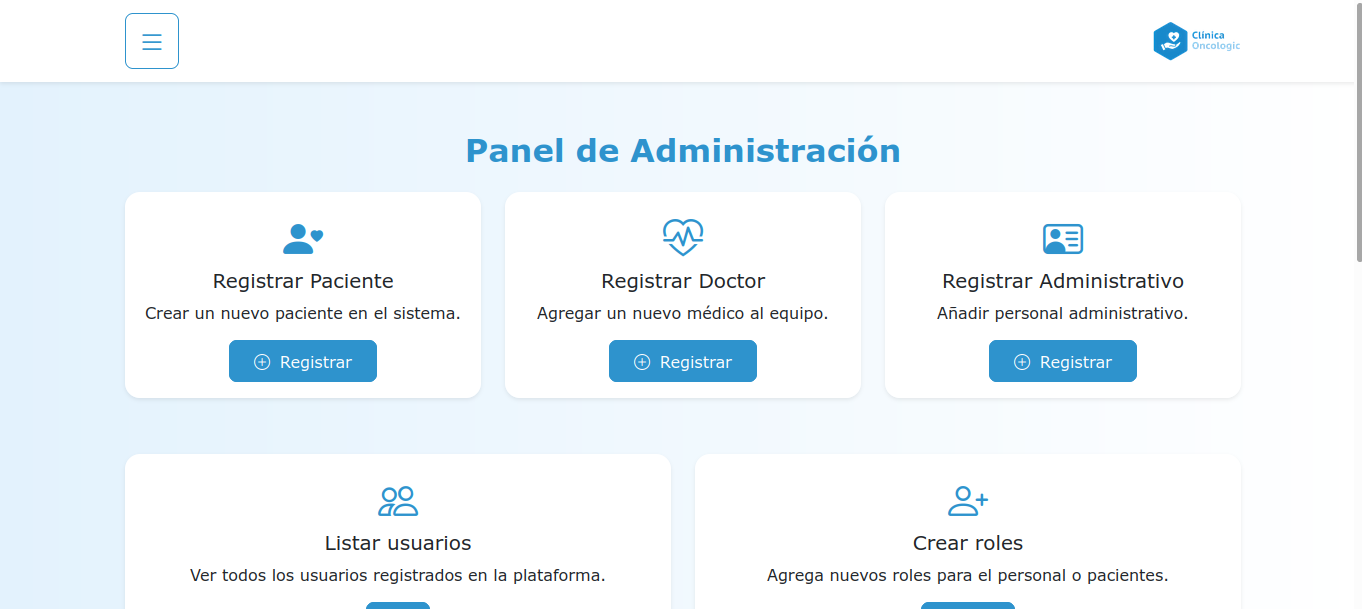 Clínica
Oncologic
Panel de Administración
Registrar Paciente
Crear un nuevo paciente en el sistema.
Registrar
Registrar Doctor
Agregar un nuevo médico al equipo.
Registrar
Registrar Administrativo
Añadir personal administrativo.
Registrar
Listar usuarios
Ver todos los usuarios registrados en la plataforma.
Crear roles
Agrega nuevos roles para el personal o pacientes.